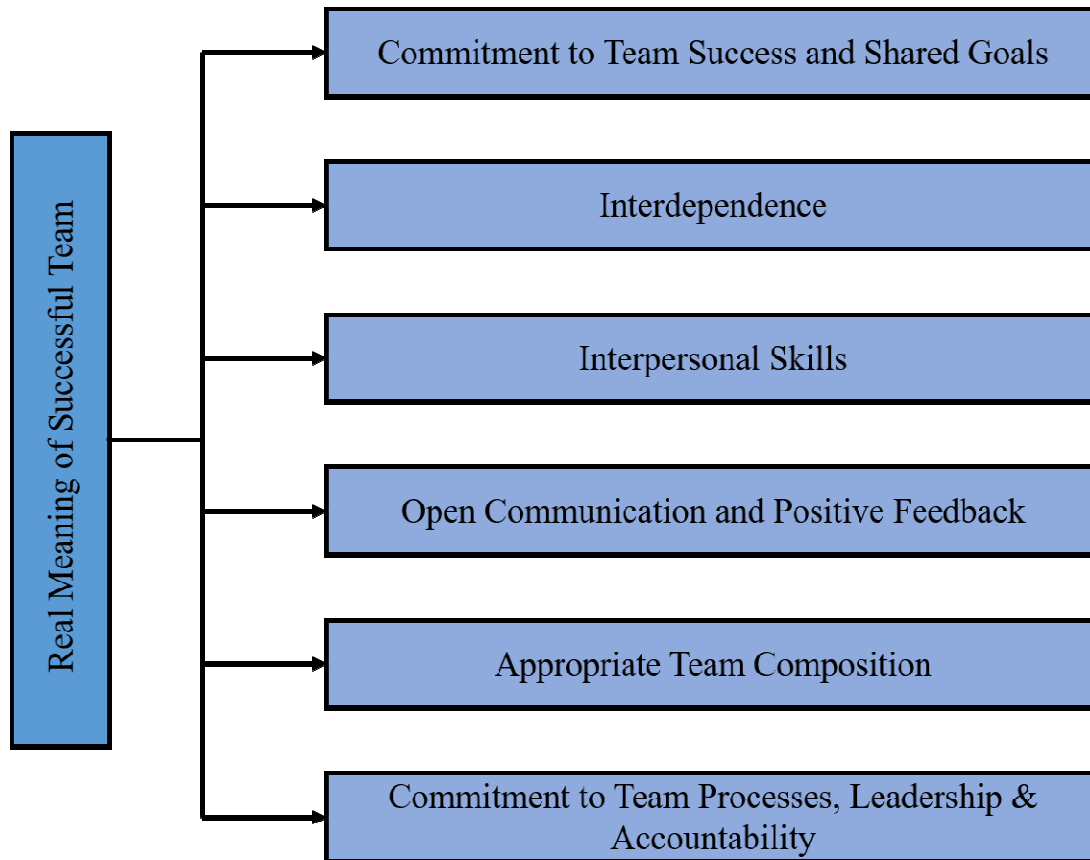 Real Meaning of Successful Team
Commitment to Team Success and Shared Goals
Interdependence
Interpersonal Skills
Open Communication and Positive Feedback
Appropriate Team Composition
Commitment to Team Processes, Leadership &
Accountability